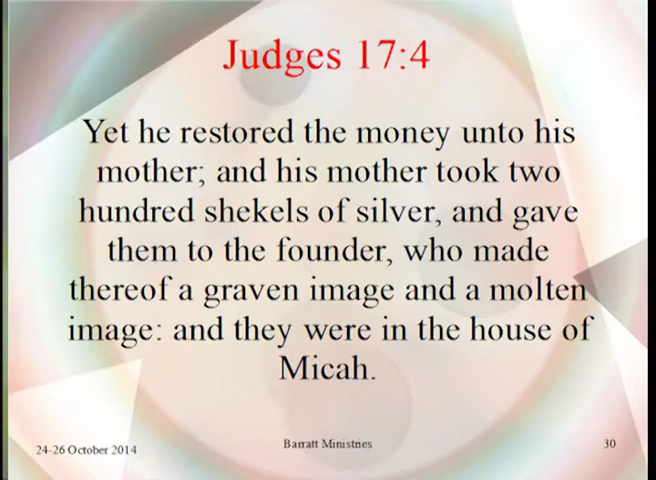 Judges 17:4
Yet he restored the money unto his
mother; and his mother took two
hundred shekels of silver, and gave
them to the founder, who made
thereof a graven image and a molten
image: and they were in the house of
Micah.
24-26 October 2014
Barratt Ministries
30